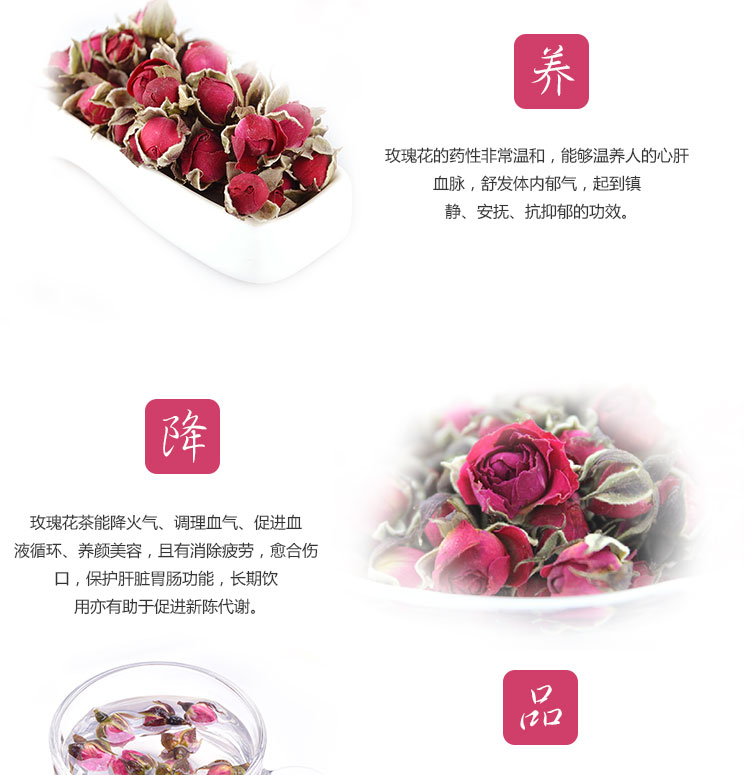 养
玫瑰花的药性非常温和，能够温养人的心肝
血脉，舒发体内郁气，起到镇
静、安抚、抗抑郁的功效。
降
玫瑰花茶能降火气、调理血气、促进血
液循环、养颜美容，且有消除疲劳，愈合伤
口，保护肝脏胃肠功能，长期饮
用亦有助于促进新陈代谢。
品